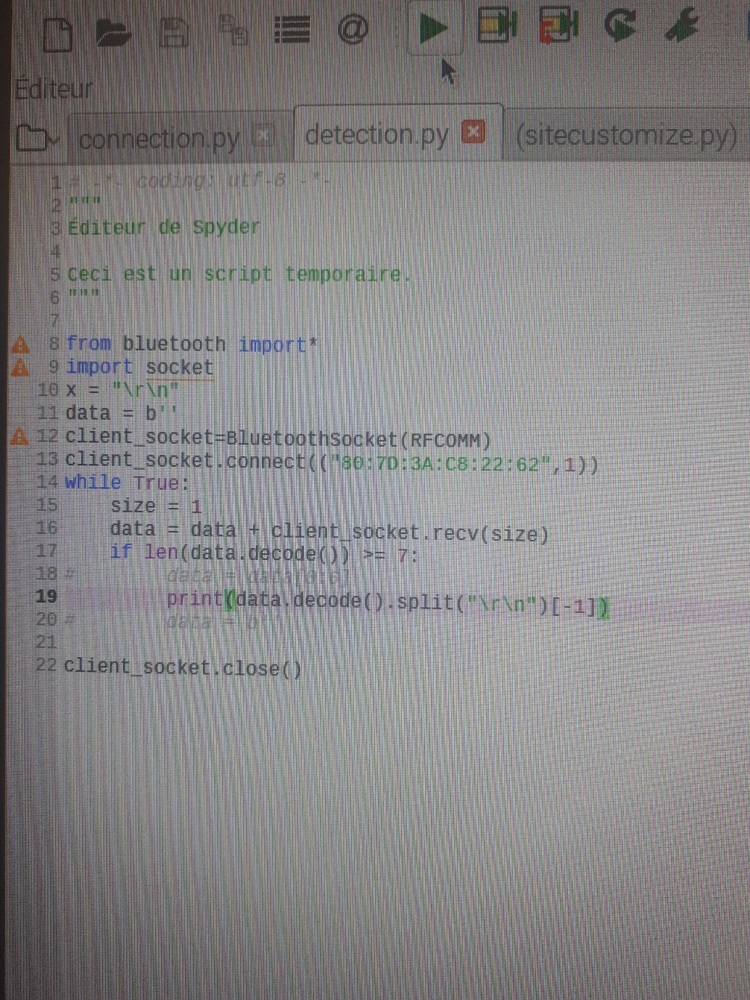 @
Éditeur
connection.py detection.py (sitecustomize.py)
1 # -*- coding: utf-8 -*-
2 """
3 Éditeur de Spyder
4
5 Ceci est un script temporaire.
6 """
7
8 from bluetooth import*
9 import socket
10 x = "\r\n"
11 data = b''
12 client_socket=BluetoothSocket(RFCOMM)
13 client_socket.connect(("80:7D:3A:C8:22:62",1))
14 while True:
15 size = 1
16 data = data + client_socket.recv(size)
17 if len(data.decode()) >= 7:
18 # data =
19 print(data.decode().split("\r\n")[-1])
20 # data = b''
21
22 client_socket.close()